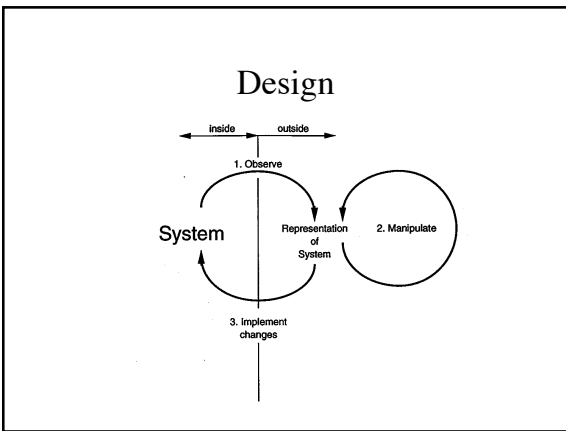 Design
inside outside
1. Observe
System
Representation
of
System
2. Manipulate
3. Implement
changes